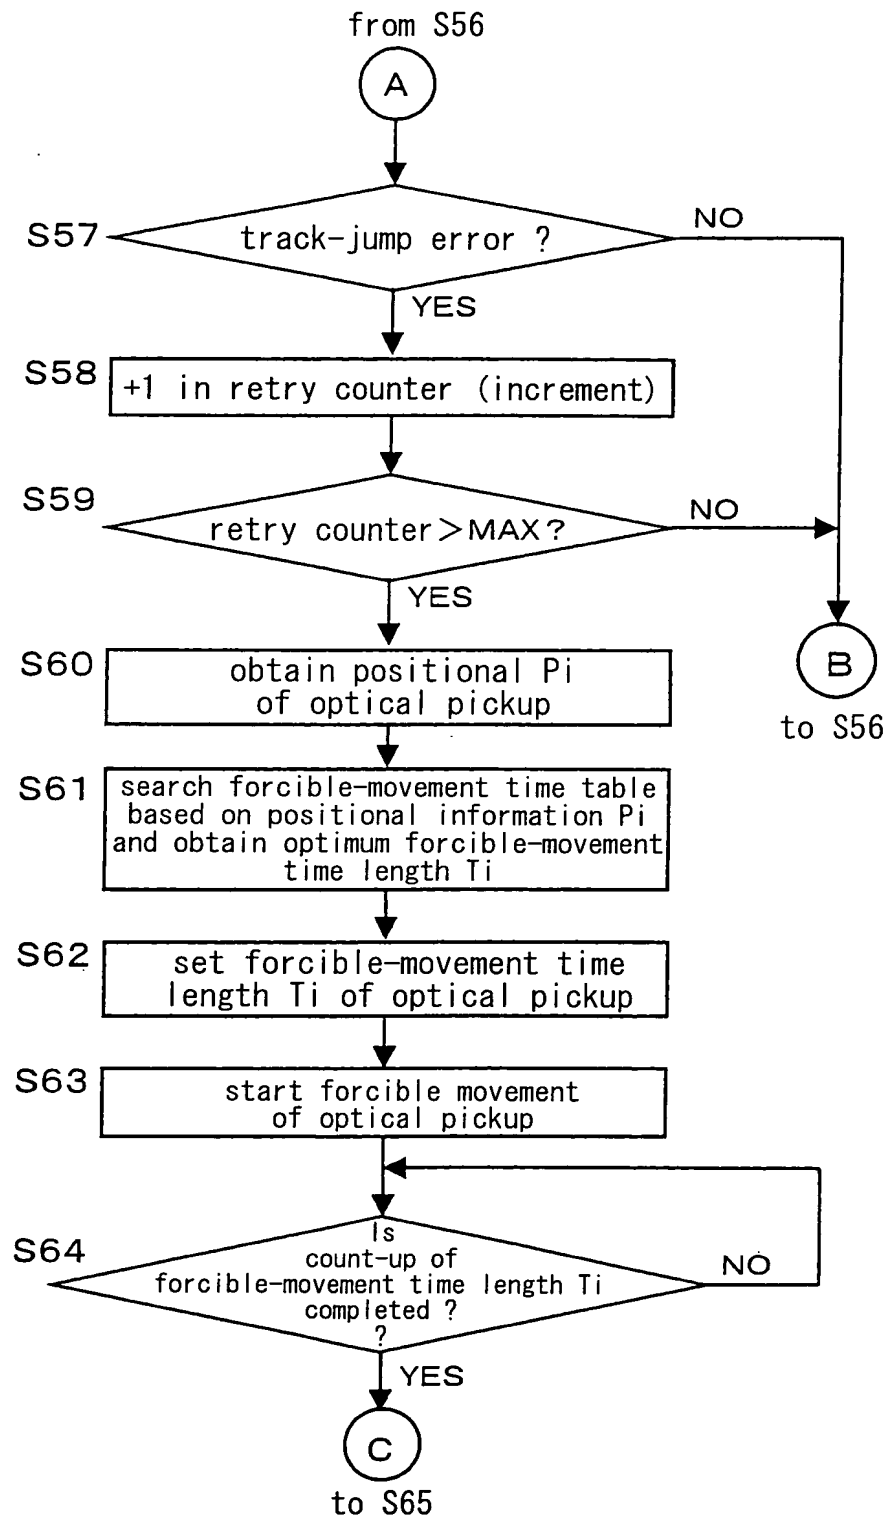 from S56
A
S57
track-jump error ?
NO
YES
S58
+1 in retry counter (increment)
S59
retry counter>MAX?
NO
YES
S60
obtain positional Pi
of optical pickup
B
to S56
S61
search forcible-movement time table
based on positional information Pi
and obtain optimum forcible-movement
time length Ti
S62
set forcible-movement time
length Ti of optical pickup
S63
start forcible movement
of optical pickup
S64
Is
count-up of
forcible-movement time length Ti
completed ?
?
NO
YES
C
to S65